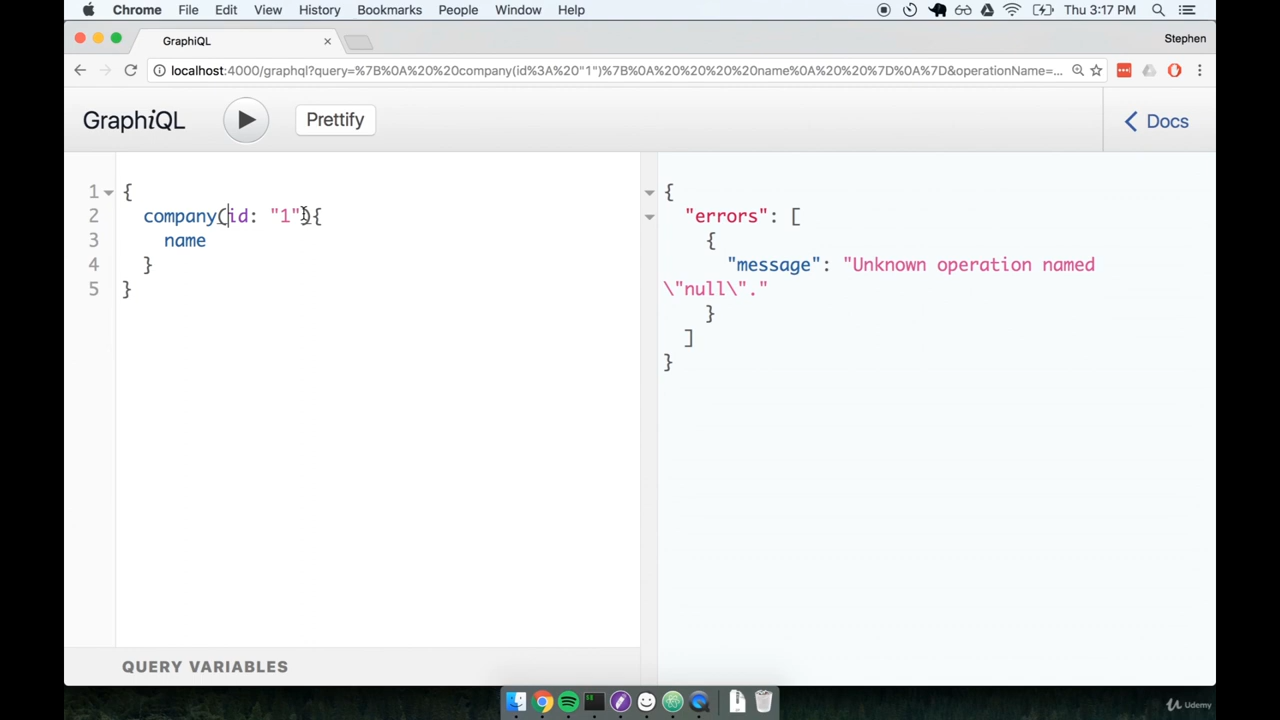 Chrome File Edit View History Bookmarks People Window Help Thu 3:17 PM
GraphiQL Stephen
localhost:4000/graphql?query=%7B%0A%20%20company(id%3A%20"1")%7B%0A%20%20%20%20name%0A%20%20%7D%0A%7D&operationName=...
GraphiQL Prettify Docs
1 {
2 company(id: "1"){
3 name
4 }
5 }
{
"errors": [
{
"message": "Unknown operation named
\"null\"."
}
]
}
QUERY VARIABLES
Udemy